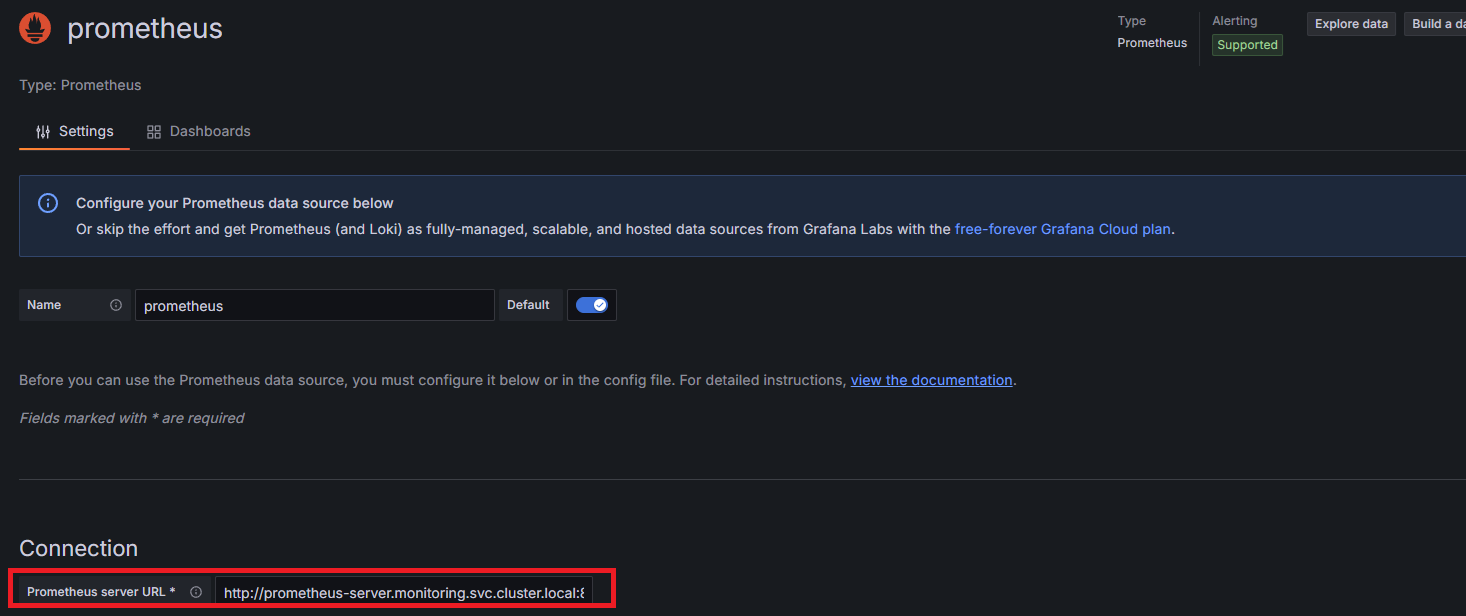 prometheus
Type
Prometheus
Alerting
Supported
Explore data
Build a da
Type: Prometheus
Settings
Dashboards
Configure your Prometheus data source below
Or skip the effort and get Prometheus (and Loki) as fully-managed, scalable, and hosted data sources from Grafana Labs with the free-forever Grafana Cloud plan.
Name
prometheus
Default
Before you can use the Prometheus data source, you must configure it below or in the config file. For detailed instructions, view the documentation.
Fields marked with * are required
Connection
Prometheus server URL *
http://prometheus-server.monitoring.svc.cluster.local:8